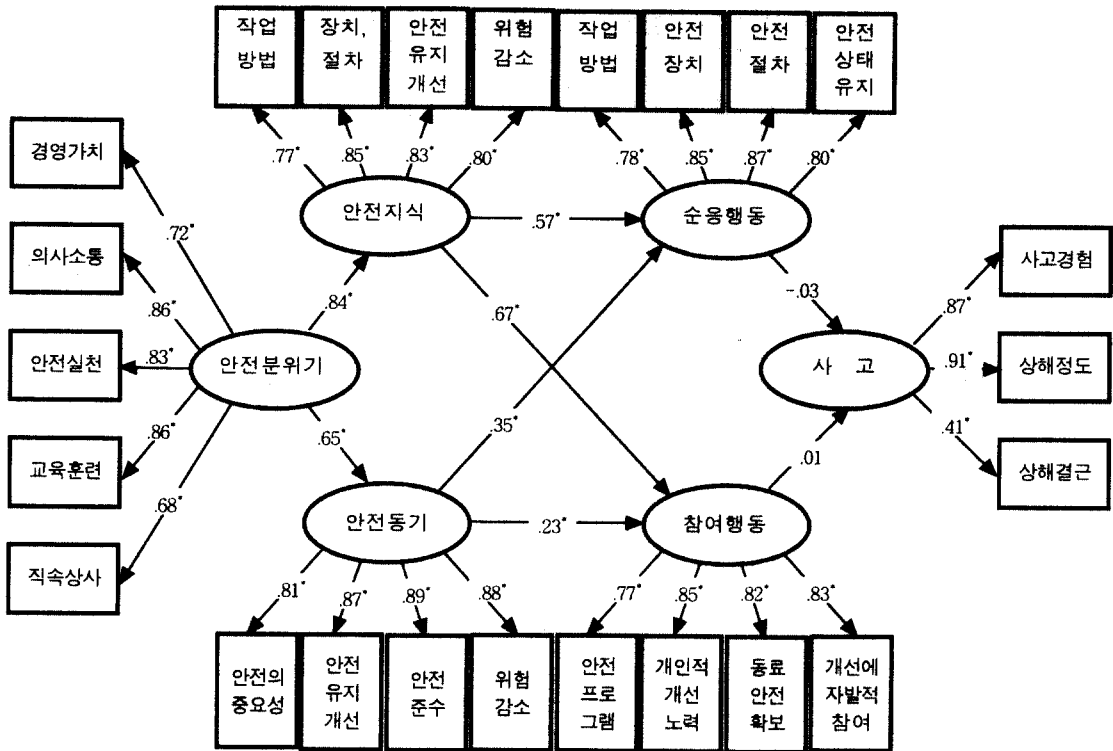 작업
방법
장치,
절차
안전
유지
개선
위험
감소
작업
방법
안전
장치
안전
절차
안전
상태
유지
.77*
.85*
.83*
.80*
.78*
.85*
.87*
.80*
경영가치
의사소통
안전실천
교육훈련
직속상사
.72*
.86*
.83*
.86*
.68*
안전분위기
.84*
.65*
안전지식
.57*
.67*
순응행동
-.03
안전동기
.35*
.23*
참여행동
.01
사 고
.87*
.91*
.41*
사고경험
상해정도
상해결근
.81*
.87*
.89*
.88*
.77*
.85*
.82*
.83*
안전의
중요성
안전
유지
개선
안전
준수
위험
감소
안전
프로
그램
개인적
개선
노력
동료
안전
확보
개선에
자발적
참여